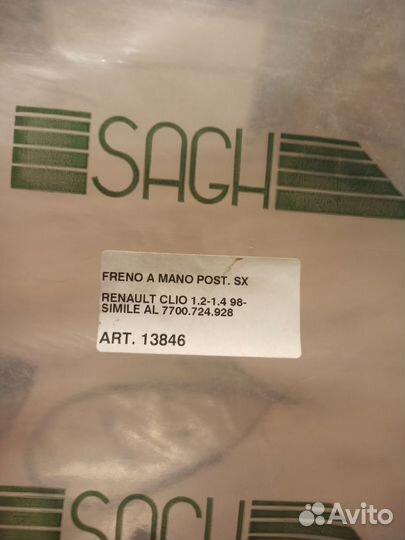 SAGH
FRENO A MANO POST. SX
RENAULT CLIO 1.2-1.4 98-
SIMILE AL 7700.724.928
ART. 13846
SAGH
Avito